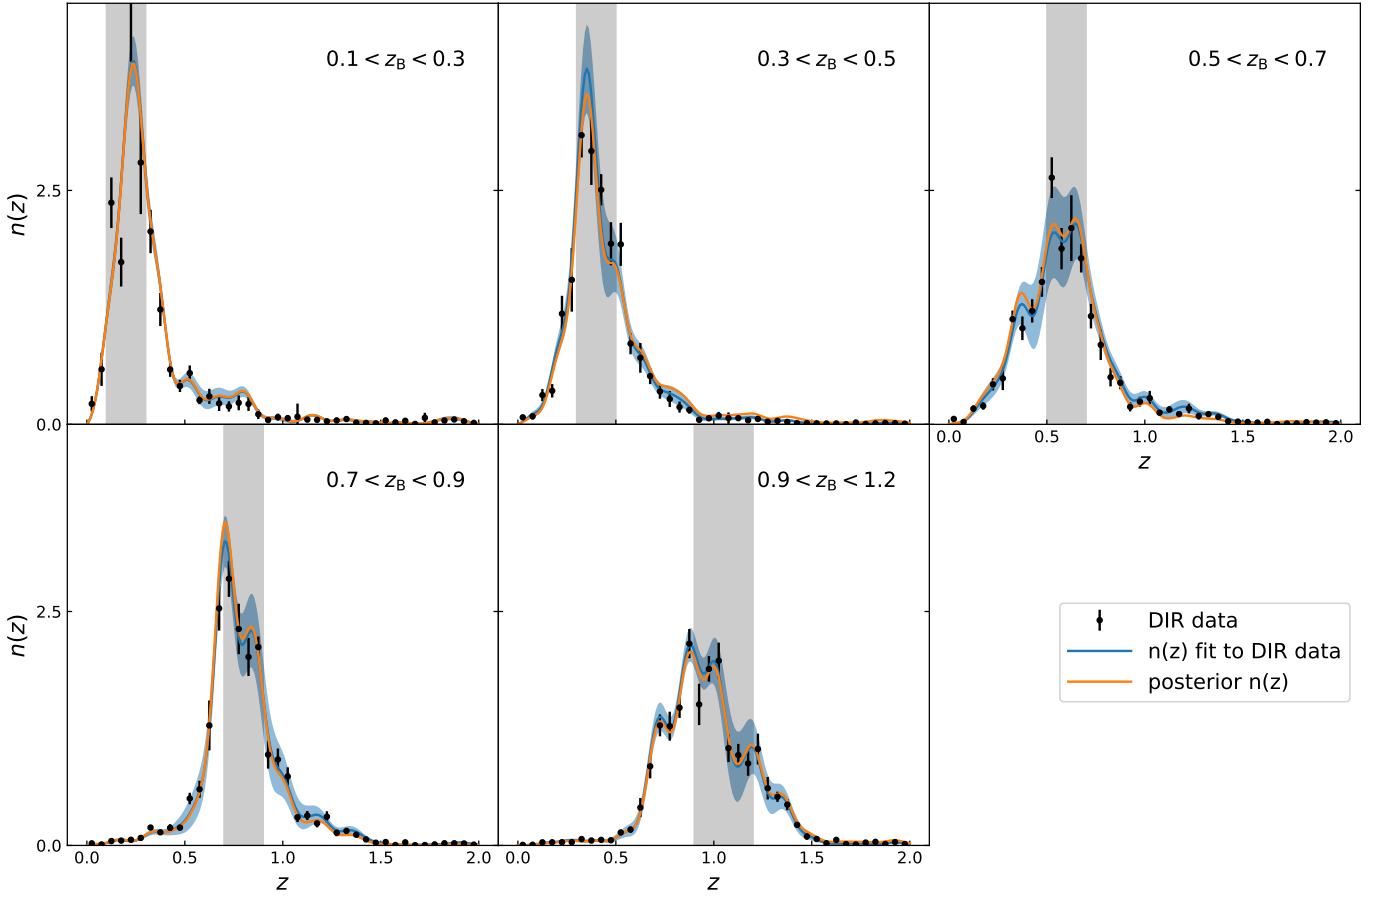 0.1 < z_B < 0.3
0.3 < z_B < 0.5
0.5 < z_B < 0.7
n(z)
2.5
0.0
0.0 0.5 1.0 1.5 2.0
z
0.7 < z_B < 0.9
0.9 < z_B < 1.2
n(z)
2.5
0.0
0.0 0.5 1.0 1.5 2.0
0.0 0.5 1.0 1.5 2.0
z
z
DIR data
n(z) fit to DIR data
posterior n(z)